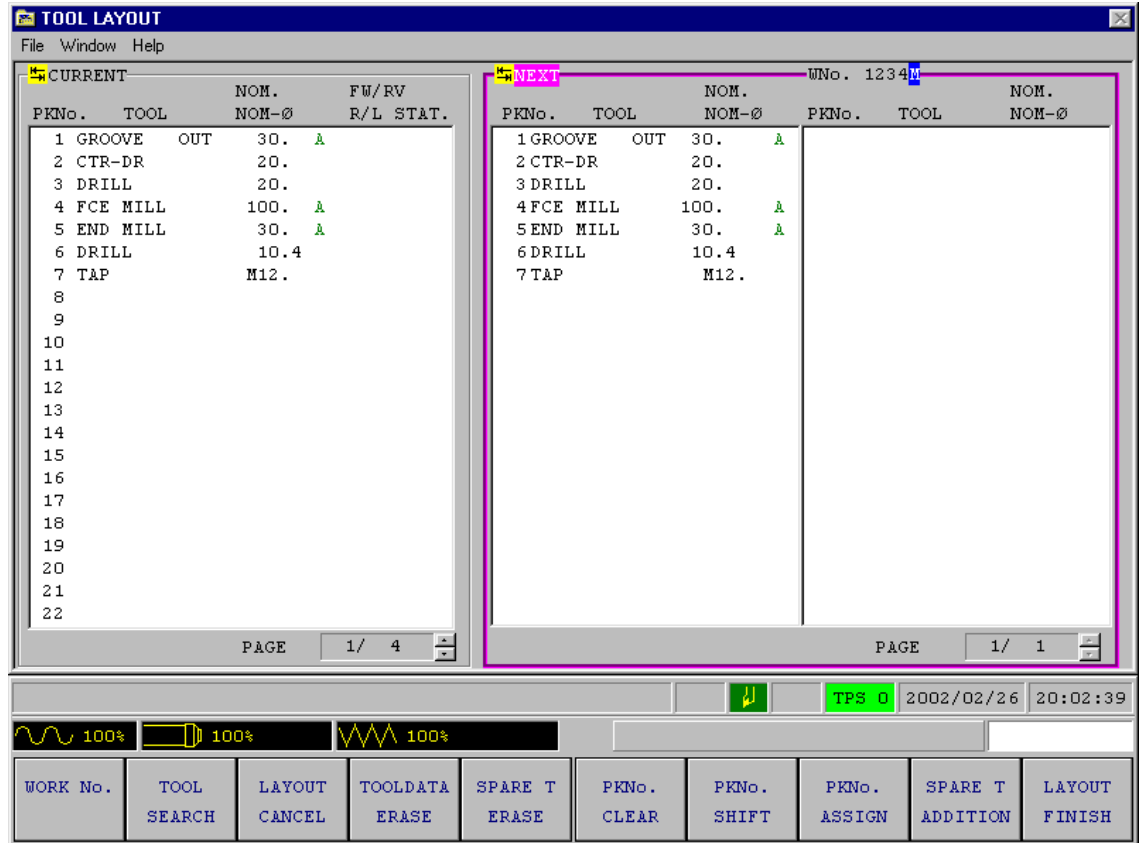 TOOL LAYOUT
File Window Help
CURRENT
NOM. FW/RV
PKNo. TOOL NOM-Ø R/L STAT.
1 GROOVE OUT 30. A
2 CTR-DR 20.
3 DRILL 20.
4 FCE MILL 100. A
5 END MILL 30. A
6 DRILL 10.4
7 TAP M12.
8
9
10
11
12
13
14
15
16
17
18
19
20
21
22
PAGE 1/ 4
NEXT WNo. 1234M
NOM. NOM.
PKNo. TOOL NOM-Ø PKNo. TOOL NOM-Ø
1 GROOVE OUT 30. A
2 CTR-DR 20.
3 DRILL 20.
4 FCE MILL 100. A
5 END MILL 30. A
6 DRILL 10.4
7 TAP M12.
PAGE 1/ 1
TPS 0 2002/02/26 20:02:39
100% 100% 100%
WORK No. TOOL LAYOUT TOOLDATA SPARE T PKNo. PKNo. PKNo. SPARE T LAYOUT
SEARCH CANCEL ERASE ERASE CLEAR SHIFT ASSIGN ADDITION FINISH